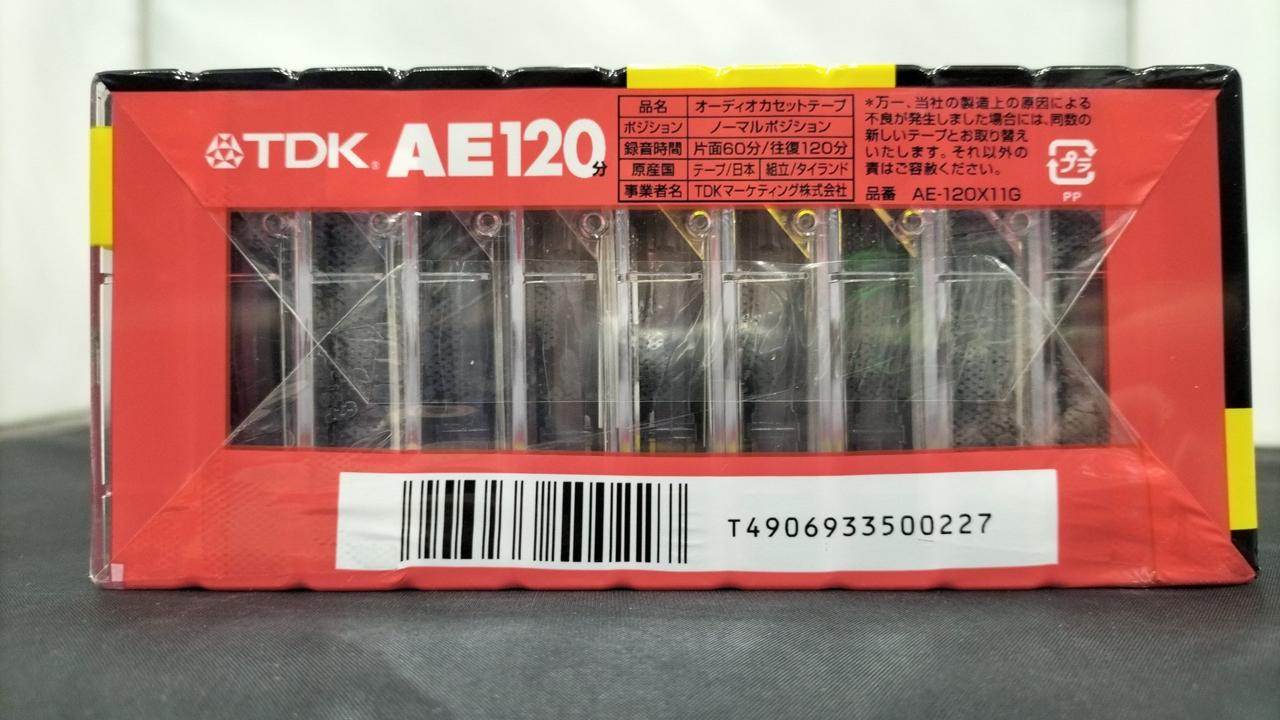 TDK AE120分
品名 オーディオカセットテープ
ポジション ノーマルポジション
録音時間 片面60分/往復120分
原産国 テープ/日本 組立/タイランド
事業者名 TDKマーケティング株式会社
*万一、当社の製造上の原因による
不良が発生しました場合には、同数の
新しいテープとお取り替え
いたします。それ以外の
責はご容赦ください。
品番 AE-120X11G
プラ
PP
T4906933500227